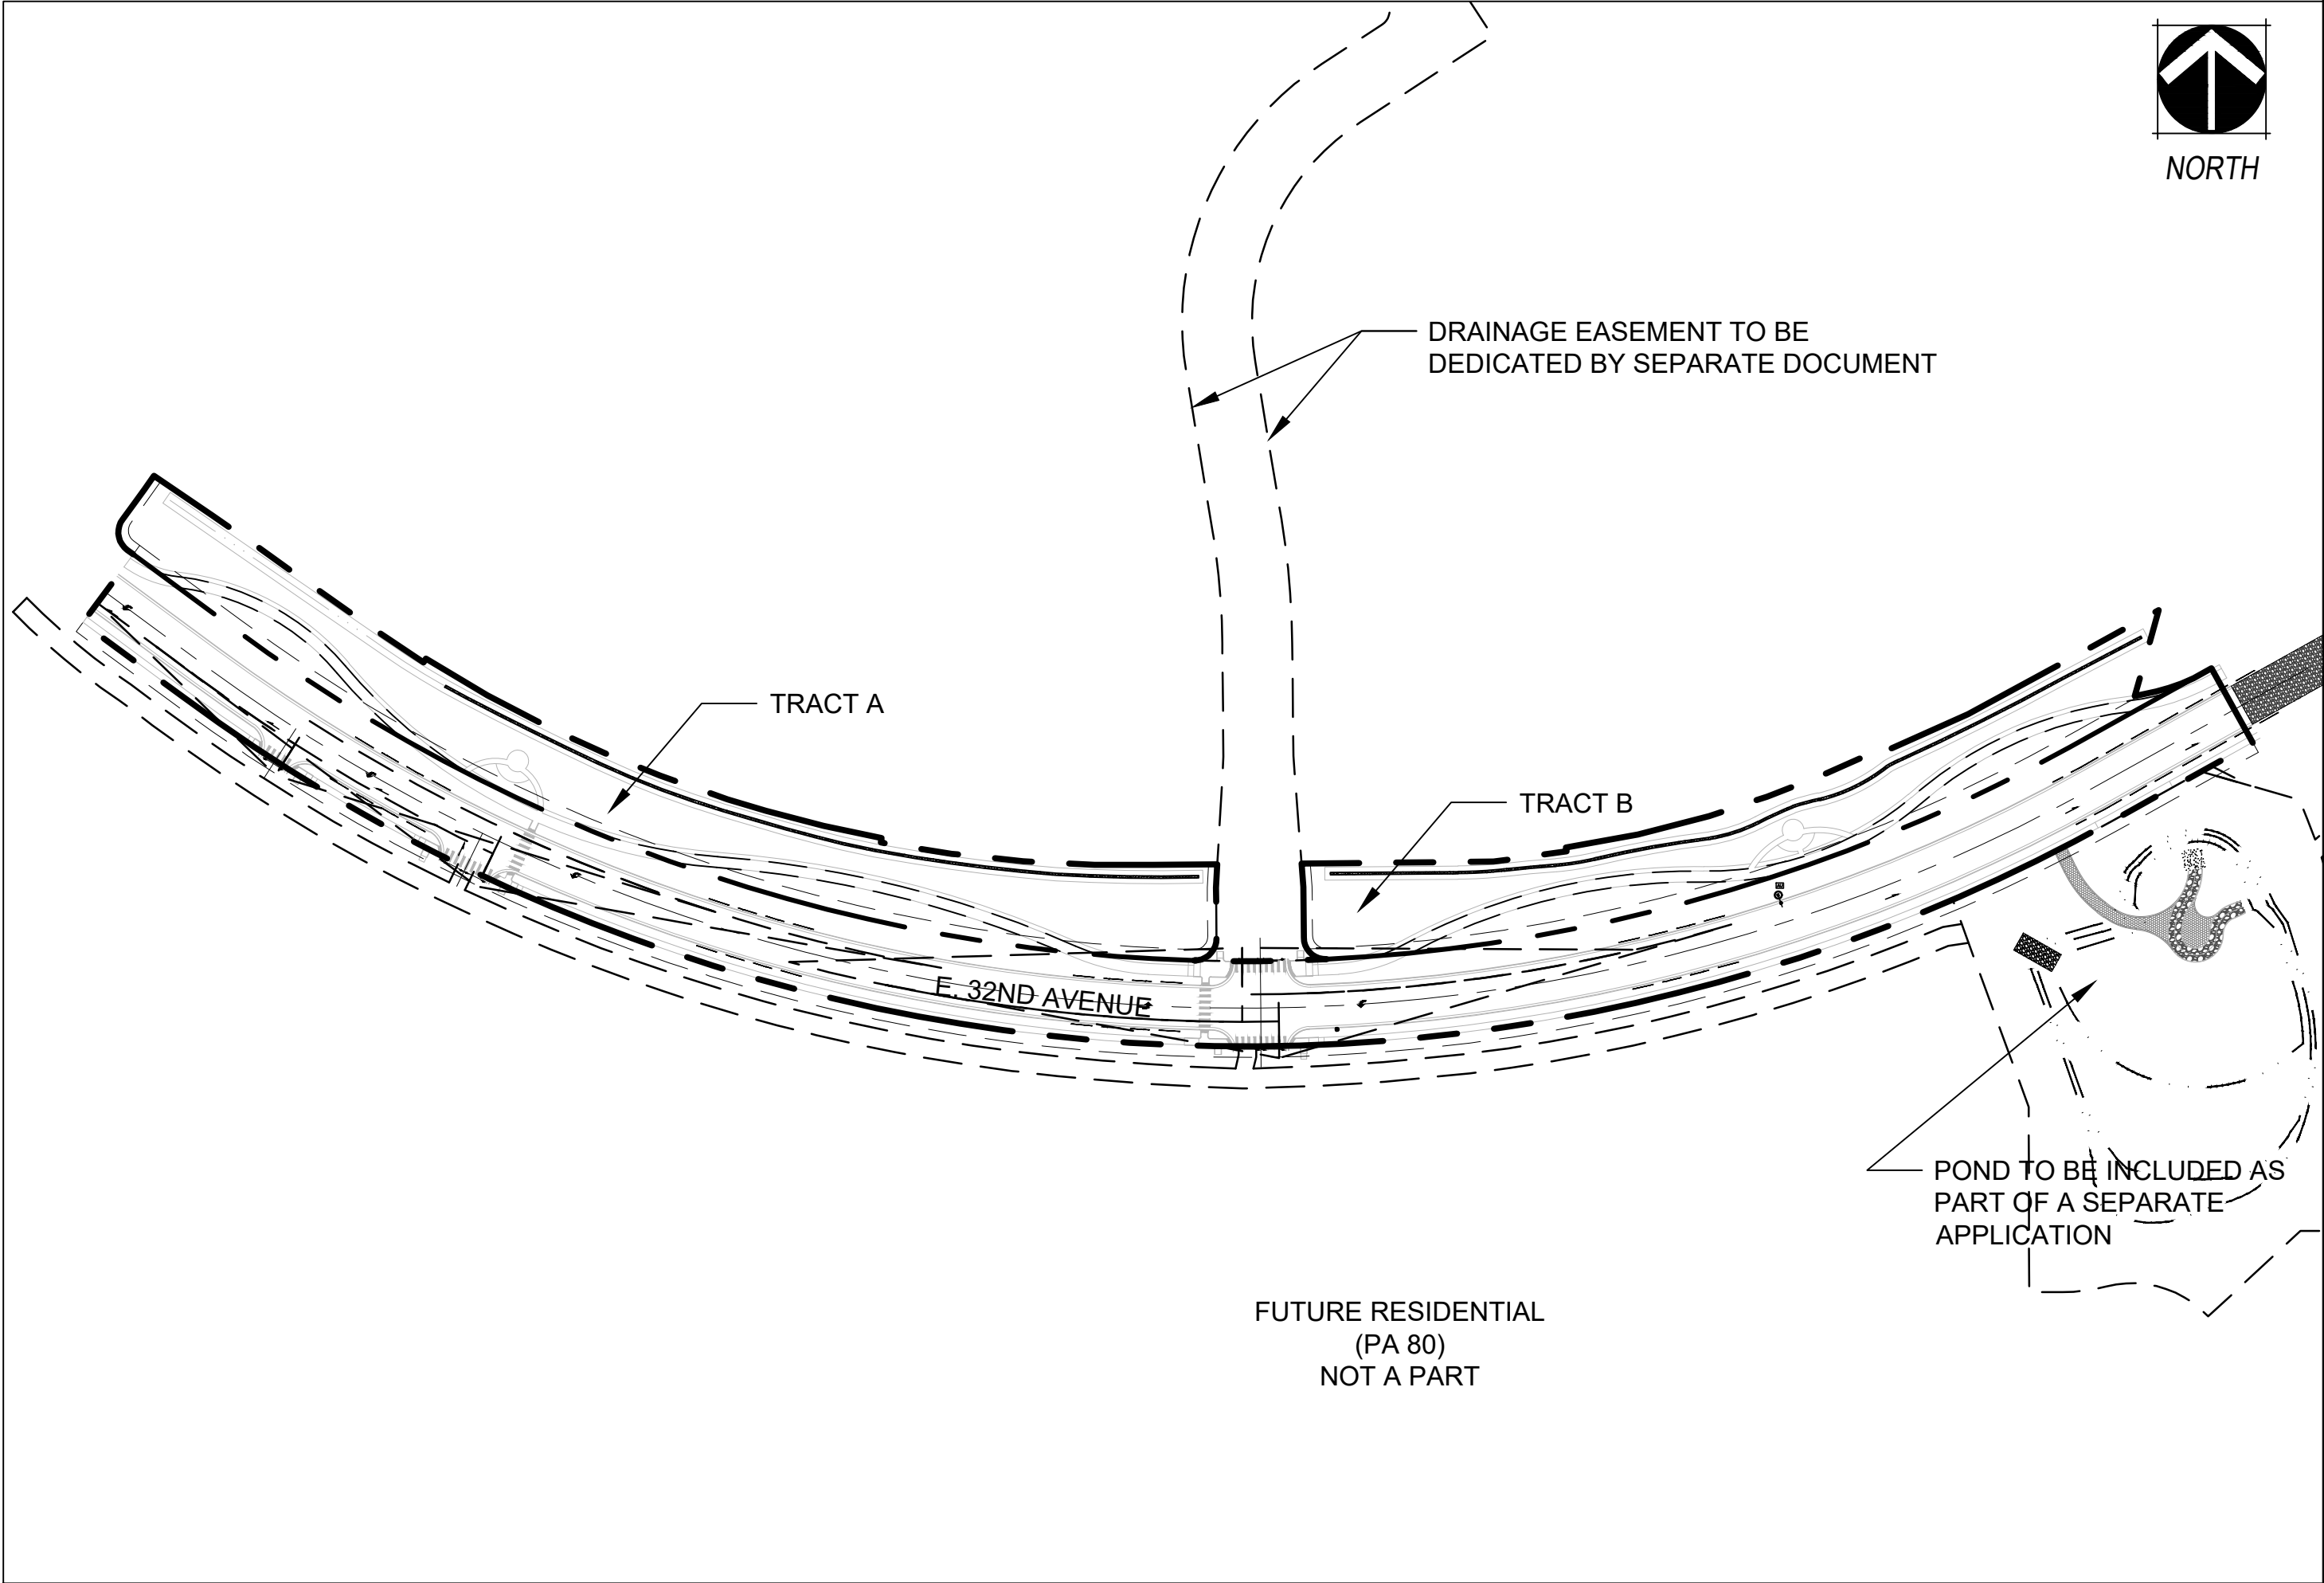 NORTH
DRAINAGE EASEMENT TO BE
DEDICATED BY SEPARATE DOCUMENT
TRACT A
TRACT B
E. 32ND AVENUE
POND TO BE INCLUDED AS
PART OF A SEPARATE
APPLICATION
FUTURE RESIDENTIAL
(PA 80)
NOT A PART